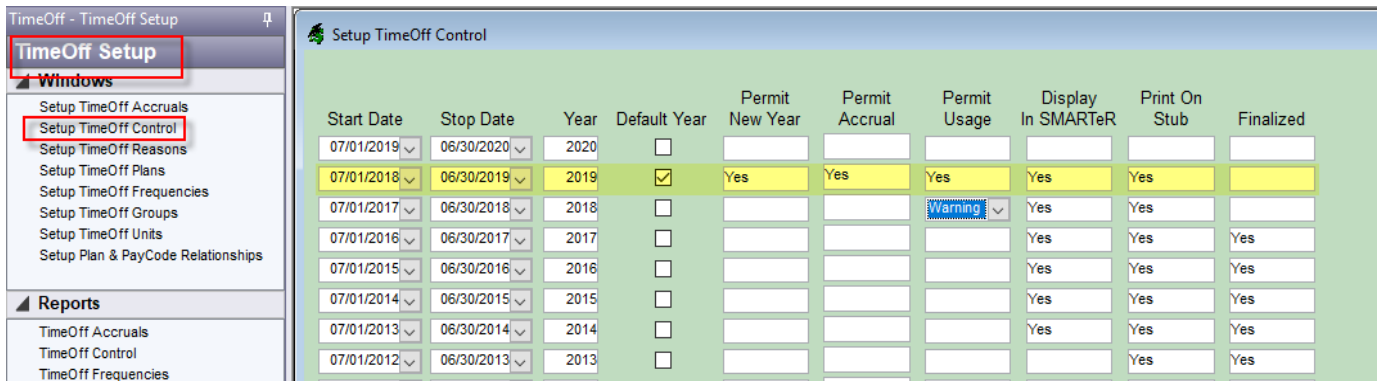 TimeOff - TimeOff Setup
TimeOff Setup
Windows
Setup TimeOff Accruals
Setup TimeOff Control
Setup TimeOff Reasons
Setup TimeOff Plans
Setup TimeOff Frequencies
Setup TimeOff Groups
Setup TimeOff Units
Setup Plan & PayCode Relationships
Reports
TimeOff Accruals
TimeOff Control
TimeOff Frequencies
Setup TimeOff Control
Start Date Stop Date Year Default Year Permit New Year Permit Accrual Permit Usage Display In SMARTeR Print On Stub Finalized
07/01/2019 06/30/2020 2020
07/01/2018 06/30/2019 2019 Yes Yes Yes Yes Yes
07/01/2017 06/30/2018 2018 Warning Yes Yes
07/01/2016 06/30/2017 2017 Yes Yes Yes
07/01/2015 06/30/2016 2016 Yes Yes Yes
07/01/2014 06/30/2015 2015 Yes Yes Yes
07/01/2013 06/30/2014 2014 Yes Yes Yes
07/01/2012 06/30/2013 2013 Yes Yes